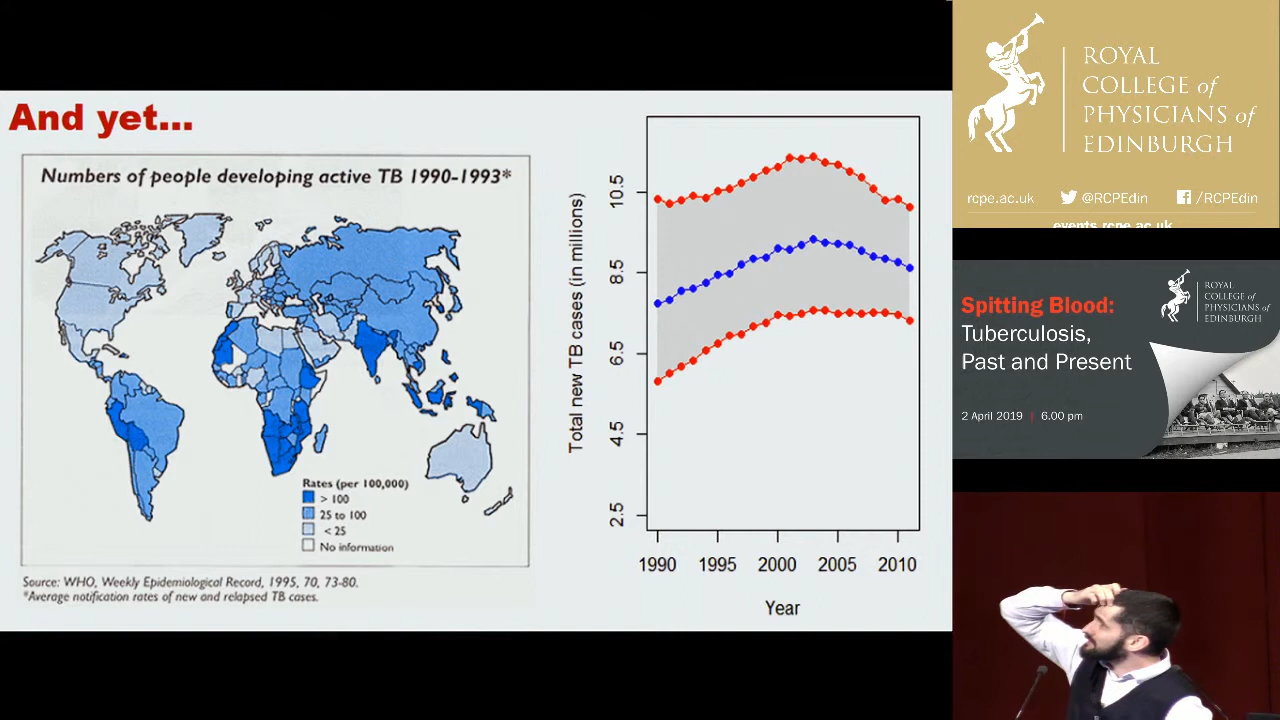 And yet...
Numbers of people developing active TB 1990-1993*
Rates (per 100,000)
> 100
25 to 100
< 25
No information
Source: WHO, Weekly Epidemiological Record, 1995, 70, 73-80.
*Average notification rates of new and relapsed TB cases.
Total new TB cases (in millions)
10.5
8.5
6.5
4.5
2.5
1990 1995 2000 2005 2010
Year
ROYAL
COLLEGE of
PHYSICIANS of
EDINBURGH
rcpe.ac.uk @RCPEdin /RCPEdin
events.rcpe.ac.uk
Spitting Blood:
Tuberculosis,
Past and Present
2 April 2019 | 6.00 pm
ROYAL
COLLEGE of
PHYSICIANS of
EDINBURGH